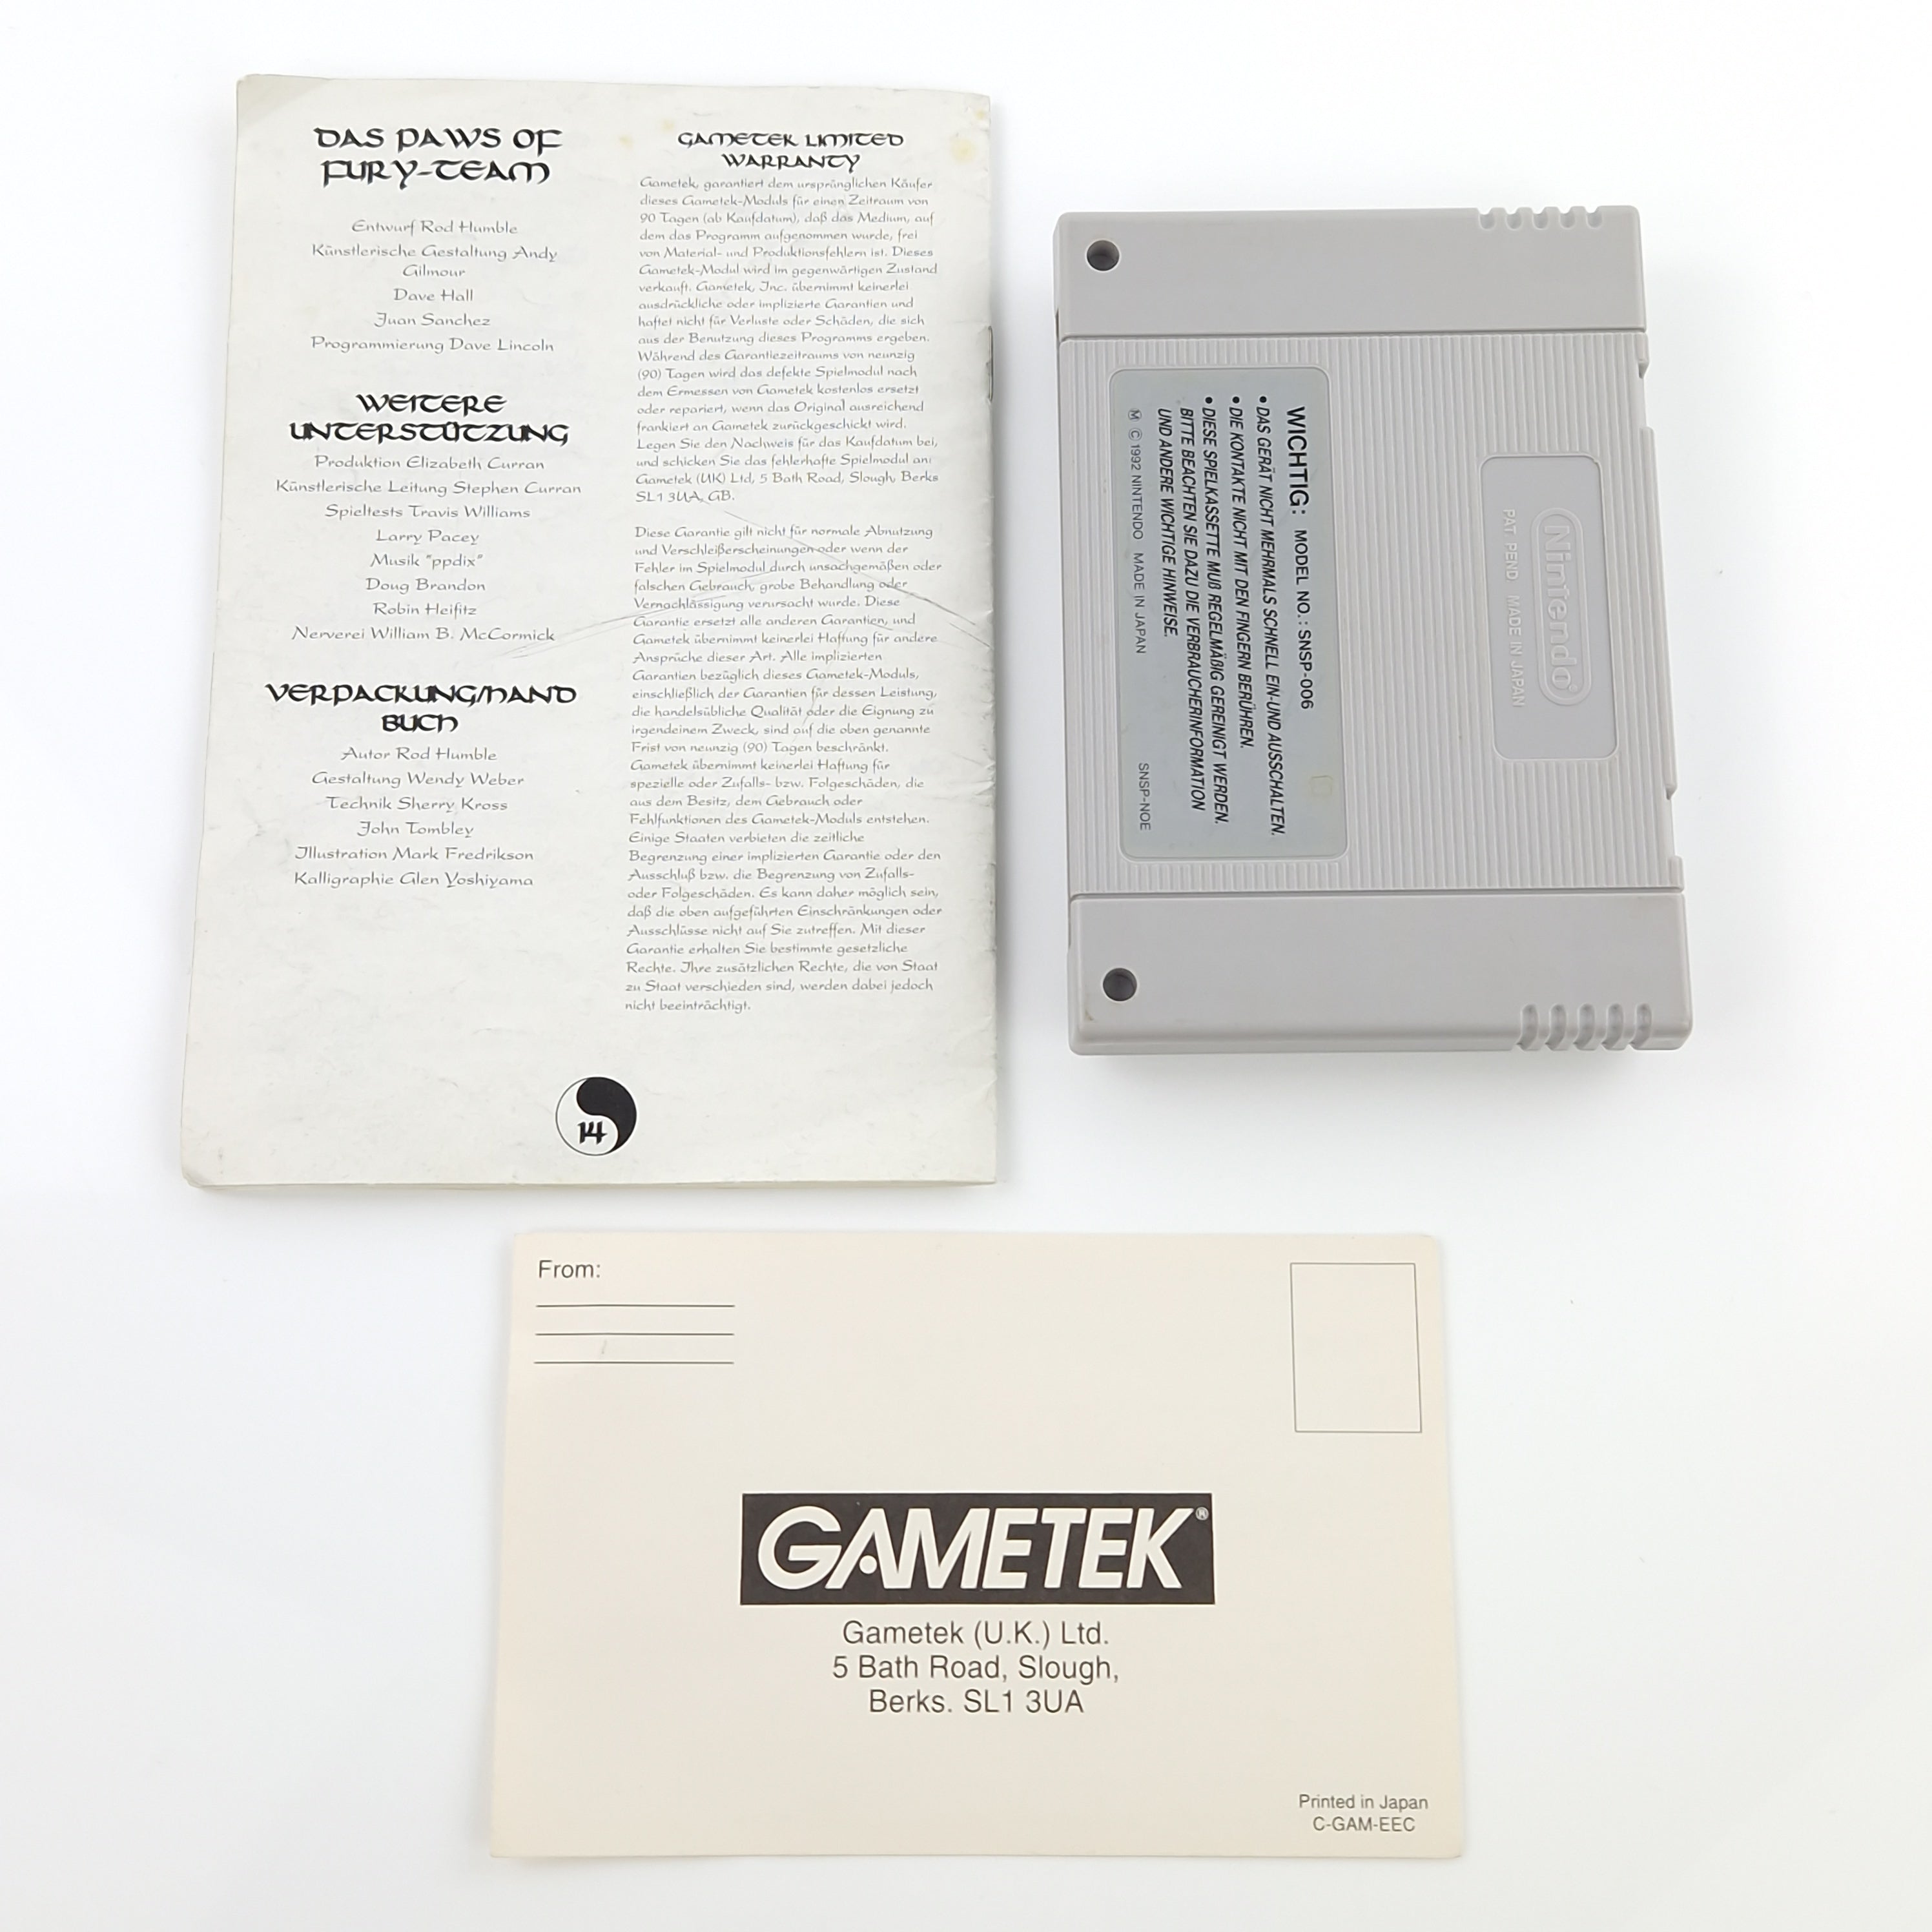 DAS PAWS OF
FURY-TEAM
Entwurf Rod Humble
Künstlerische Gestaltung Andy
Gilmour
Dave Hall
Juan Sanchez
Programmierung Dave Lincoln
WEITERE
UNTERSTÜTZUNG
Produktion Elizabeth Curran
Künstlerische Leitung Stephen Curran
Spieltests Travis Williams
Larry Pacey
Musik "ppdix"
Doug Brandon
Robin Heifitz
Nerverei William B. McCormick
VERPACKUNG/HAND
BUCH
Autor Rod Humble
Gestaltung Wendy Weber
Technik Sherry Kross
John Tombley
Illustration Mark Fredrikson
Kalligraphie Glen Yoshiyama
GAMETEK LIMITED
WARRANTY
Gametek, garantiert dem ursprünglichen Käufer
dieses Gametek-Moduls für einen Zeitraum von
90 Tagen (ab Kaufdatum), daß das Medium, auf
dem das Programm aufgenommen wurde, frei
von Material- und Produktionsfehlern ist. Dieses
Gametek-Modul wird im gegenwärtigen Zustand
verkauft. Gametek, Inc. übernimmt keinerlei
ausdrückliche oder implizierte Garantien und
haftet nicht für Verluste oder Schäden, die sich
aus der Benutzung dieses Programms ergeben.
Während des Garantiezeitraums von neunzig
(90) Tagen wird das defekte Spielmodul nach
dem Ermessen von Gametek kostenlos ersetzt
oder repariert, wenn das Original ausreichend
frankiert an Gametek zurückgeschickt wird.
Legen Sie den Nachweis für das Kaufdatum bei,
und schicken Sie das fehlerhafte Spielmodul an:
Gametek (UK) Ltd, 5 Bath Road, Slough, Berks
SL1 3UA, GB.
Diese Garantie gilt nicht für normale Abnutzung
und Verschleißerscheinungen oder wenn der
Fehler im Spielmodul durch unsachgemäßen oder
falschen Gebrauch, grobe Behandlung oder
Vernachlässigung verursacht wurde. Diese
Garantie ersetzt alle anderen Garantien, und
Gametek übernimmt keinerlei Haftung für andere
Ansprüche dieser Art. Alle implizierten
Garantien bezüglich dieses Gametek-Moduls,
einschließlich der Garantien für dessen Leistung,
die handelsübliche Qualität oder die Eignung zu
irgendeinem Zweck, sind auf die oben genannte
Frist von neunzig (90) Tagen beschränkt.
Gametek übernimmt keinerlei Haftung für
spezielle oder Zufalls- bzw. Folgeschäden, die
aus dem Besitz, dem Gebrauch oder
Fehlfunktionen des Gametek-Moduls entstehen.
Einige Staaten verbieten die zeitliche
Begrenzung einer implizierten Garantie oder den
Ausschluß bzw. die Begrenzung von Zufalls-
oder Folgeschäden. Es kann daher möglich sein,
daß die oben aufgeführten Einschränkungen oder
Ausschlüsse nicht auf Sie zutreffen. Mit dieser
Garantie erhalten Sie bestimmte gesetzliche
Rechte. Ihre zusätzlichen Rechte, die von Staat
zu Staat verschieden sind, werden dabei jedoch
nicht beeinträchtigt.
14
Nintendo®
PAT. PEND. MADE IN JAPAN
WICHTIG: MODEL NO.: SNSP-006
• DAS GERÄT NICHT MEHRMALS SCHNELL EIN-UND AUSSCHALTEN.
• DIE KONTAKTE NICHT MIT DEN FINGERN BERÜHREN.
• DIESE SPIELKASSETTE MUß REGELMÄßIG GEREINIGT WERDEN.
BITTE BEACHTEN SIE DAZU DIE VERBRAUCHERINFORMATION
UND ANDERE WICHTIGE HINWEISE.
Ⓜ © 1992 NINTENDO MADE IN JAPAN SNSP-NOE
From:
GAMETEK®
Gametek (U.K.) Ltd.
5 Bath Road, Slough,
Berks. SL1 3UA
Printed in Japan
C-GAM-EEC